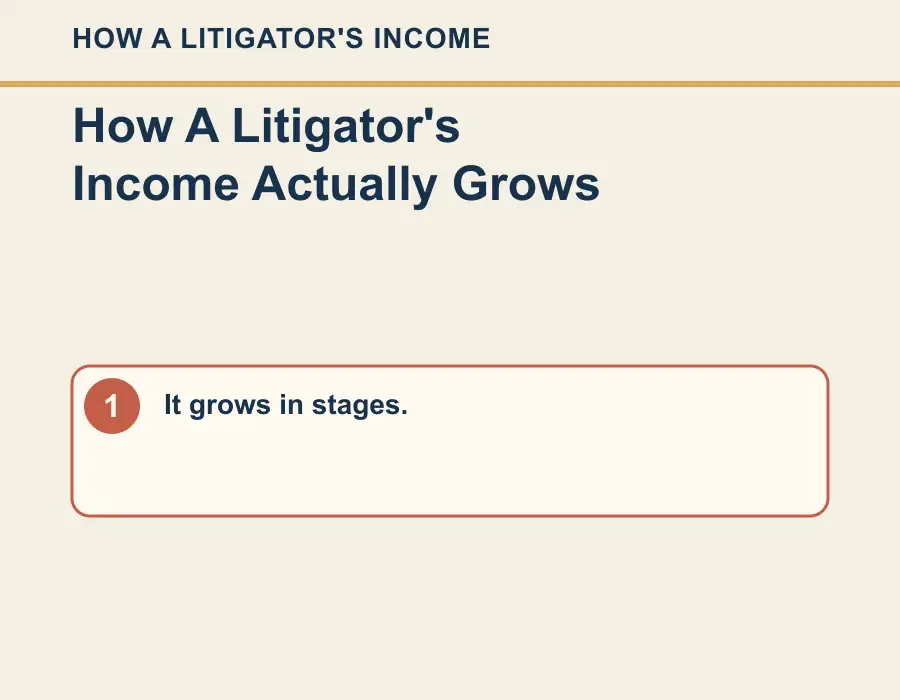 HOW A LITIGATOR'S INCOME
How A Litigator's
Income Actually Grows
1
It grows in stages.